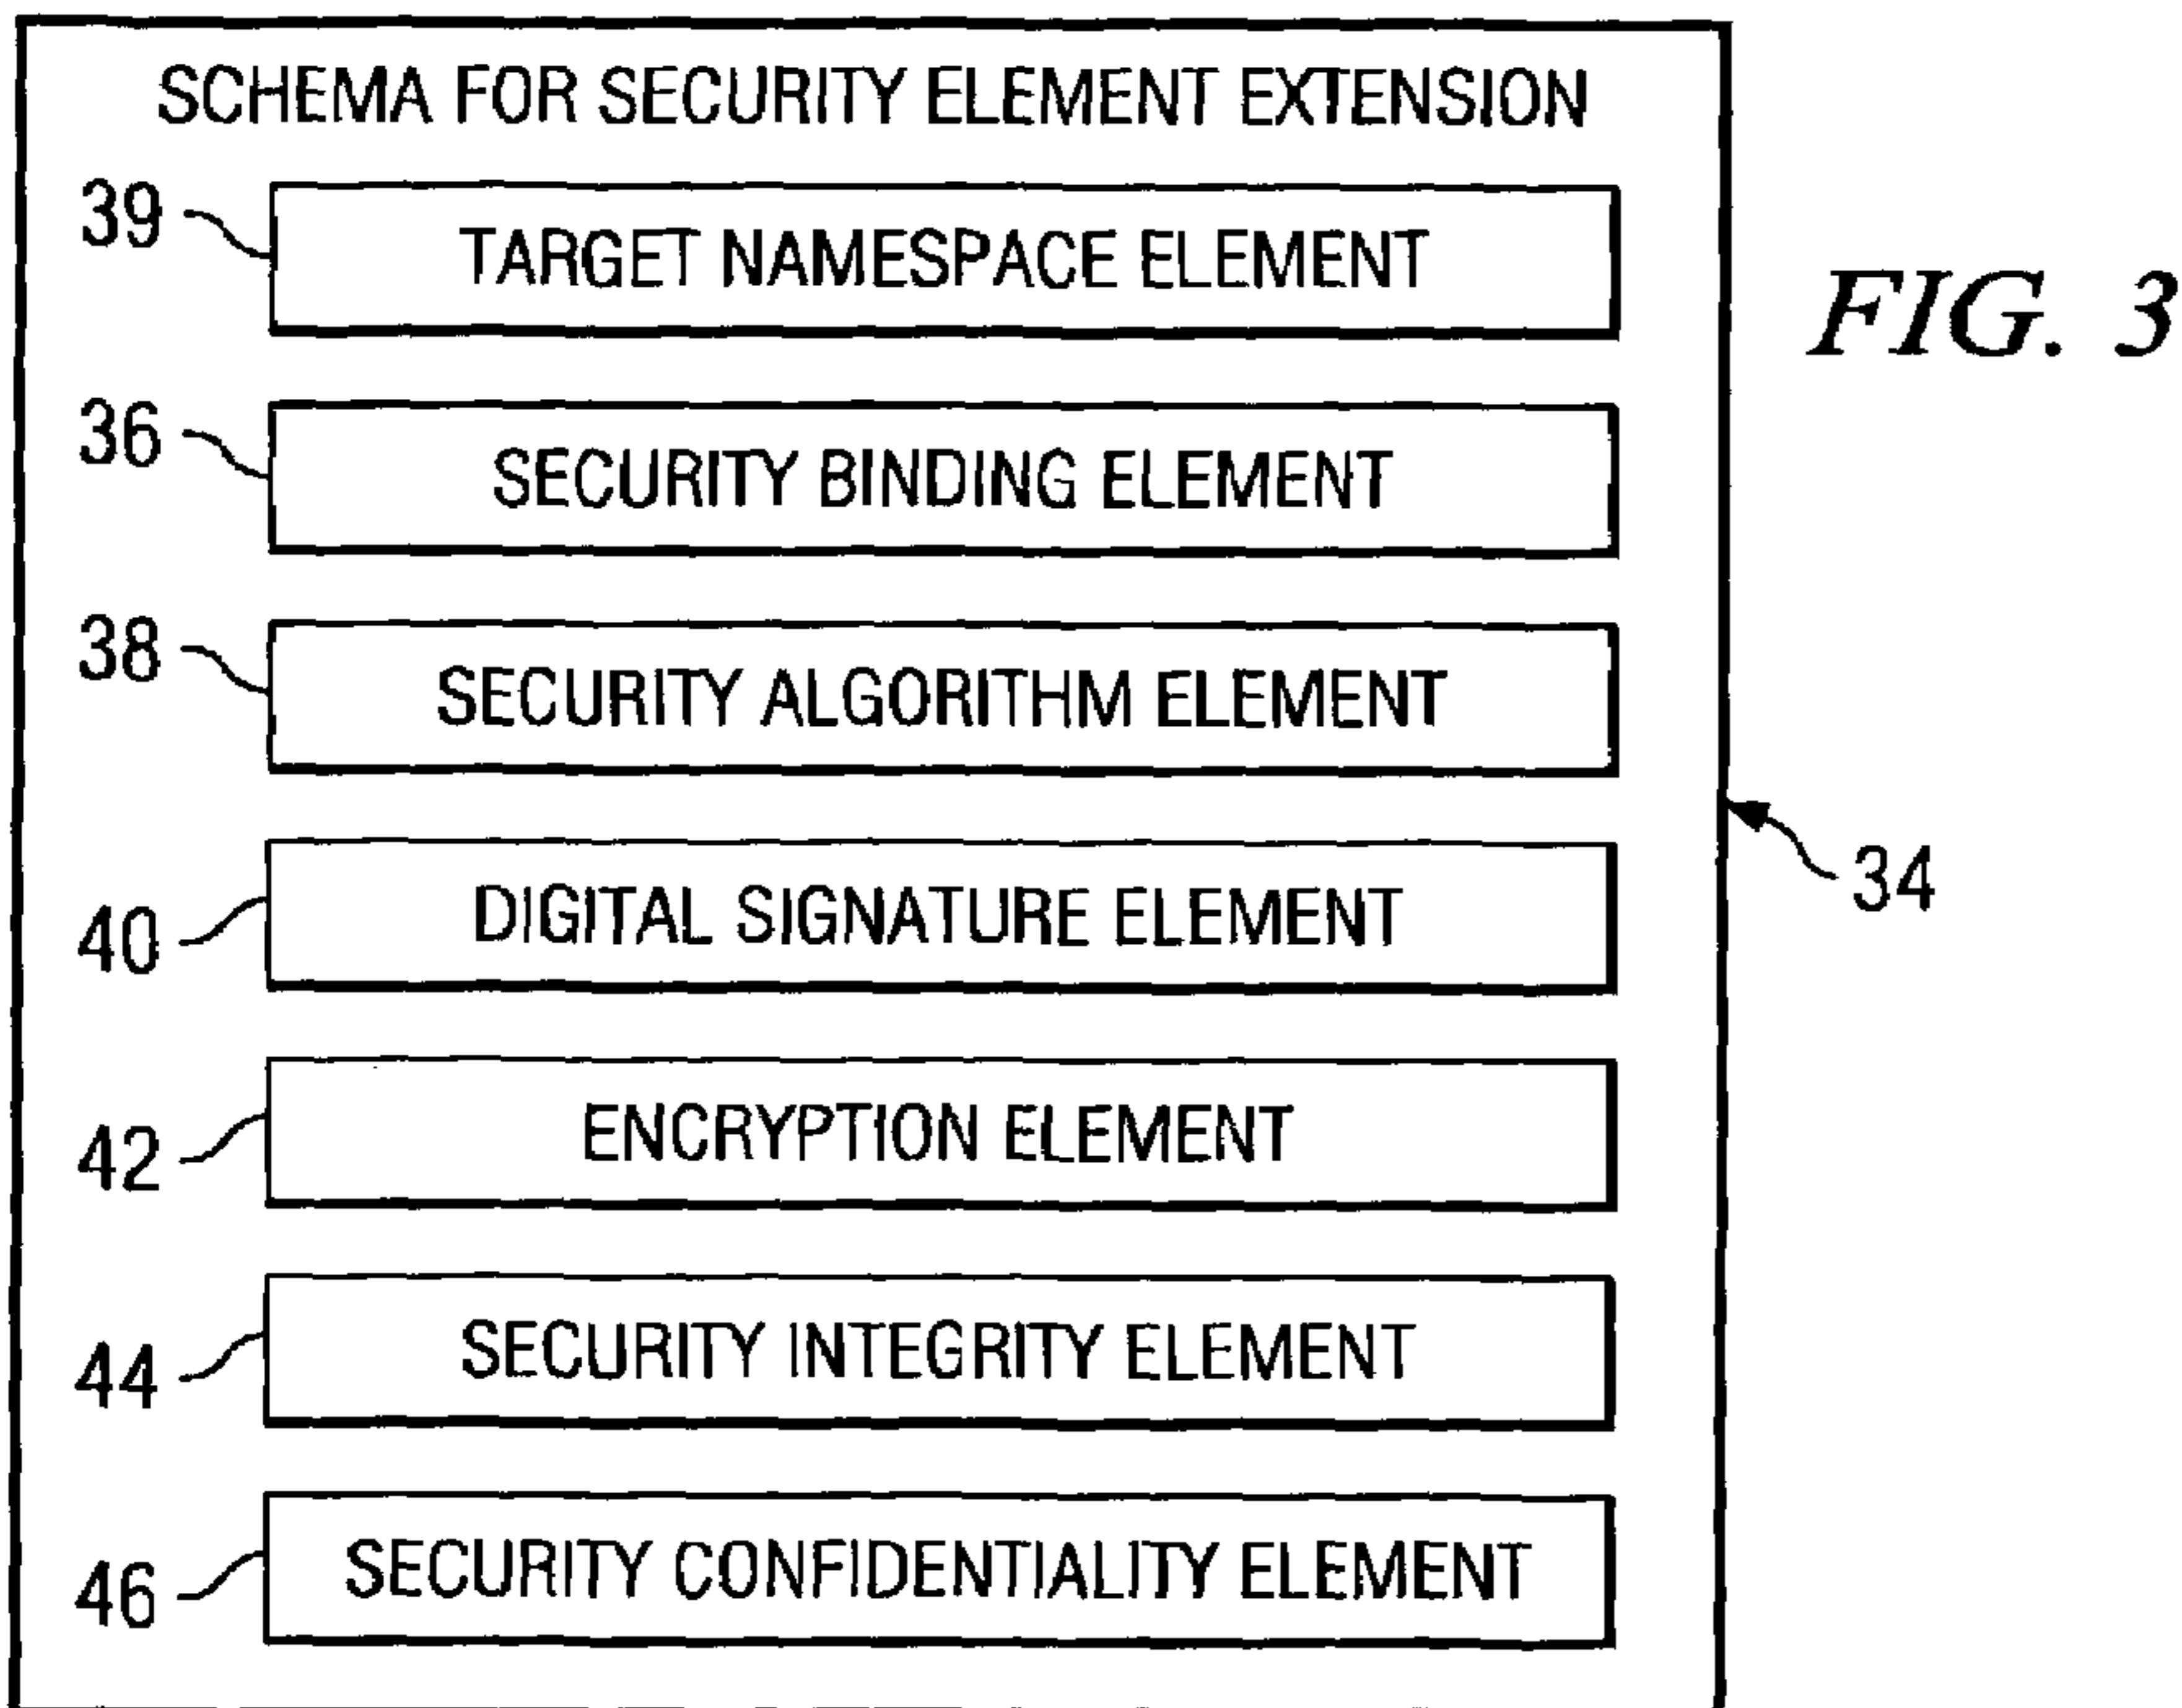 SCHEMA FOR SECURITY ELEMENT EXTENSION
39
TARGET NAMESPACE ELEMENT
FIG. 3
36
SECURITY BINDING ELEMENT
38
SECURITY ALGORITHM ELEMENT
34
40
DIGITAL SIGNATURE ELEMENT
42
ENCRYPTION ELEMENT
44
SECURITY INTEGRITY ELEMENT
46
SECURITY CONFIDENTIALITY ELEMENT